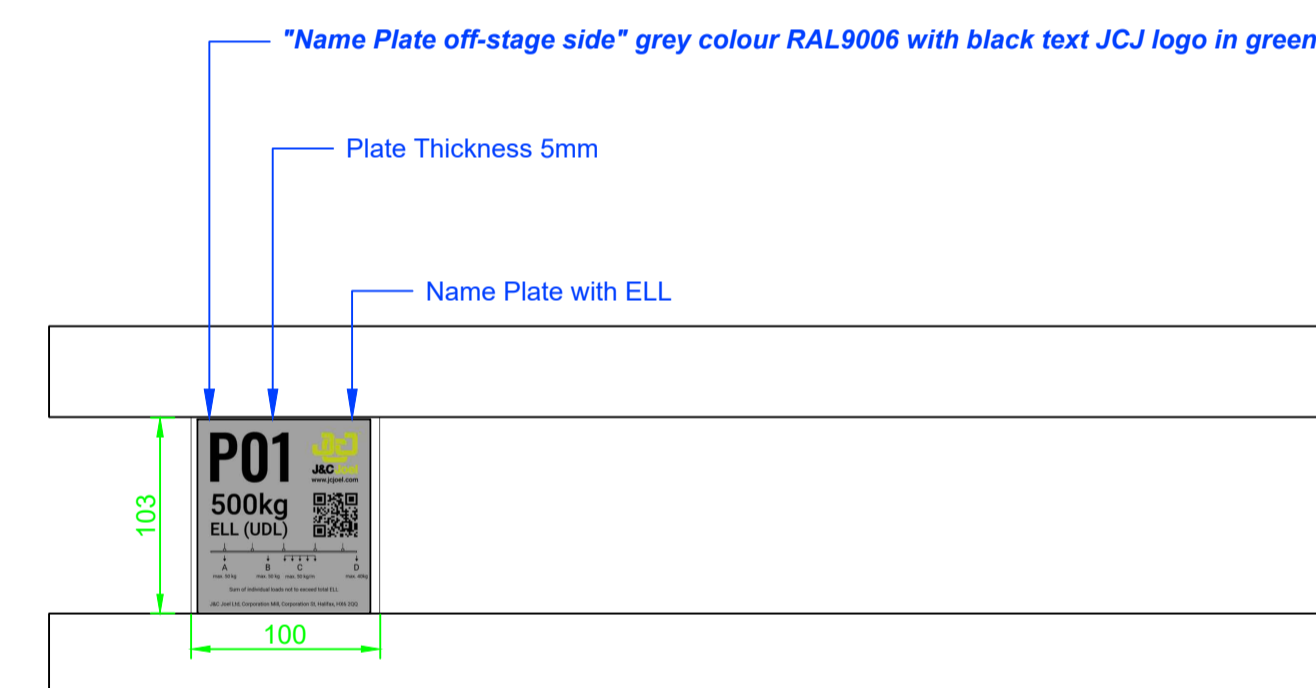 "Name Plate off-stage side" grey colour RAL9006 with black text JCJ logo in green
Plate Thickness 5mm
Name Plate with ELL
P01
J&C Joel
www.jcjoel.com
500kg
ELL (UDL)
A B C D
max. 50 kg max. 50 kg max. 50 kg/m max. 40kg
Sum of individual loads not to exceed total ELL
J&C Joel Ltd. Corporation Mill, Corporation St, Halifax,
103
100